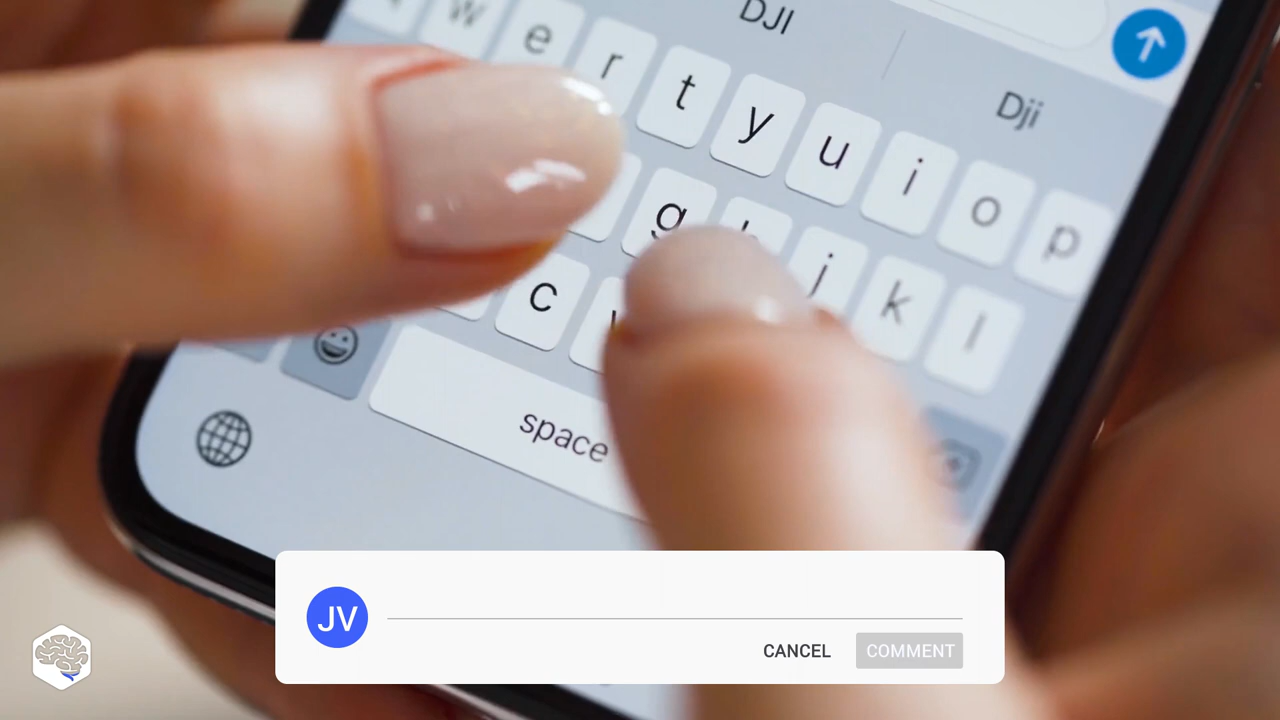 DJI
Dji
w e r t y u i o p
g h j k l
c
space
JV
CANCEL COMMENT